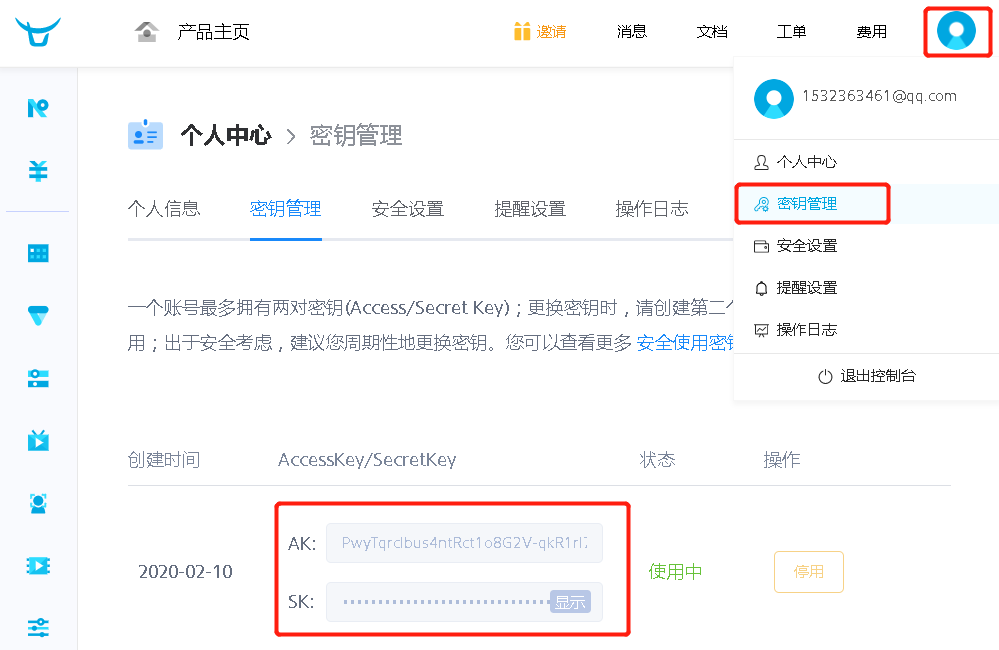 产品主页 邀请 消息 文档 工单 费用
1532363461@qq.com
个人中心
密钥管理
安全设置
提醒设置
操作日志
退出控制台
个人中心 > 密钥管理
个人信息 密钥管理 安全设置 提醒设置 操作日志
一个账号最多拥有两对密钥(Access/Secret Key)；更换密钥时，请创建第二
用；出于安全考虑，建议您周期性地更换密钥。您可以查看更多 安全使用密
创建时间 AccessKey/SecretKey 状态 操作
2020-02-10 使用中 停用
AK:
SK: 显示